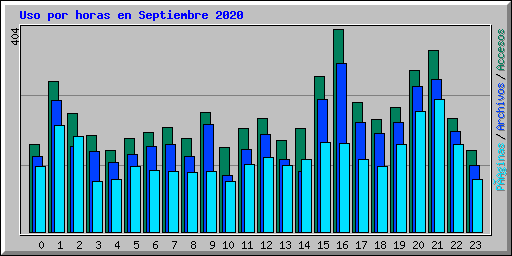 Uso por horas en Septiembre 2020
404
Páginas / Archivos / Accesos
0 1 2 3 4 5 6 7 8 9 10 11 12 13 14 15 16 17 18 19 20 21 22 23